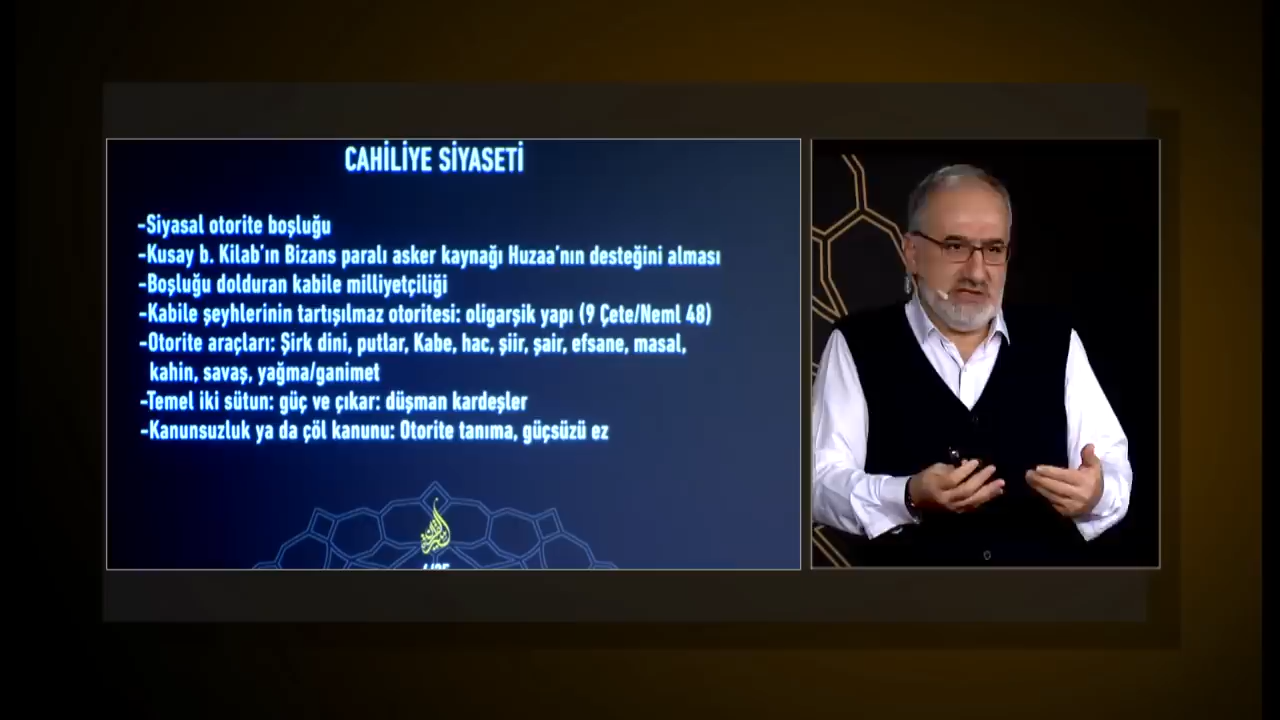 CAHİLİYE SİYASETİ
-Siyasal otorite boşluğu
-Kusay b. Kilab'ın Bizans paralı asker kaynağı Huzaa'nın desteğini alması
-Boşluğu dolduran kabile milliyetçiliği
-Kabile şeyhlerinin tartışılmaz otoritesi: oligarşik yapı (9 Çete/Neml 48)
-Otorite araçları: Şirk dini, putlar, Kabe, hac, şiir, şair, efsane, masal,
kahin, savaş, yağma/ganimet
-Temel iki sütun: güç ve çıkar: düşman kardeşler
-Kanunsuzluk ya da çöl kanunu: Otorite tanıma, güçsüzü ez